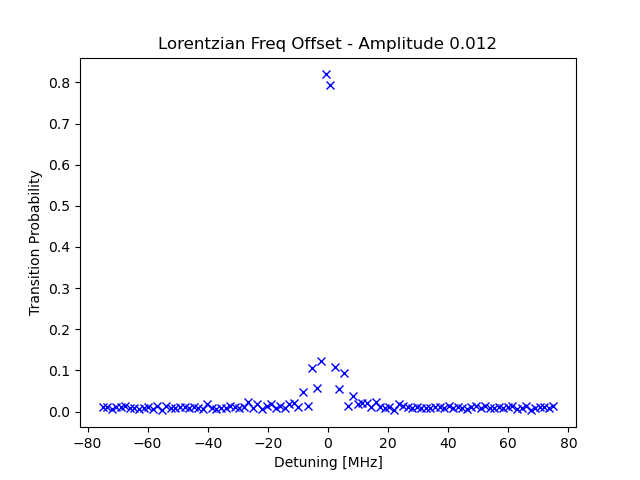 Lorentzian Freq Offset - Amplitude 0.012
Transition Probability
0.8
0.7
0.6
0.5
0.4
0.3
0.2
0.1
0.0
−80 −60 −40 −20 0 20 40 60 80
Detuning [MHz]